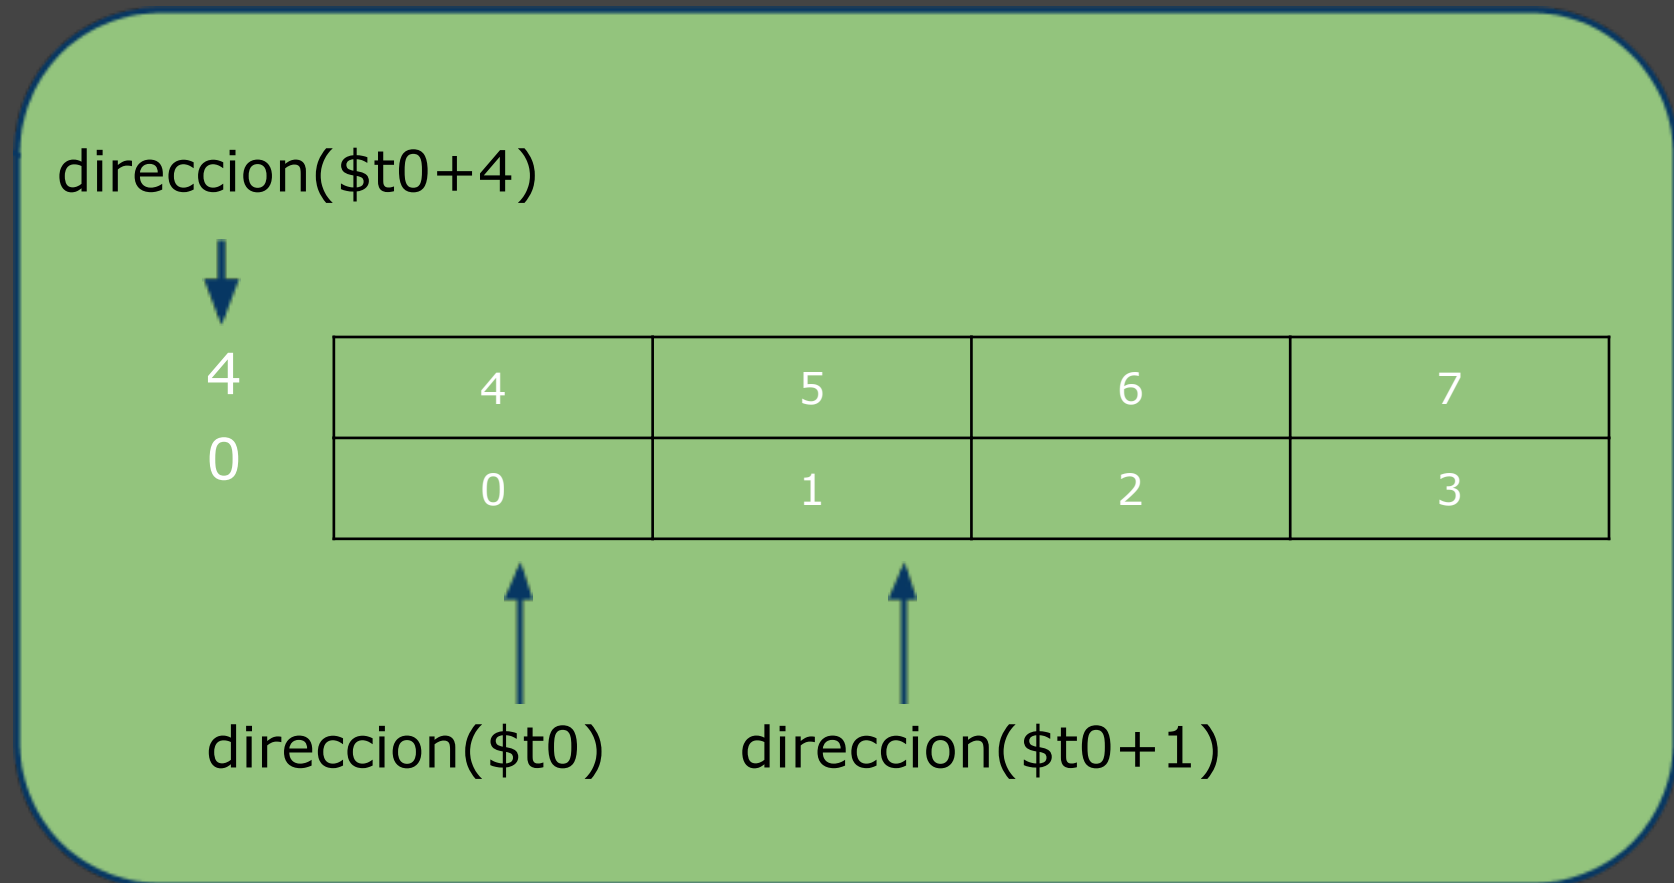 direccion($t0+4)
4 4 5 6 7
0 0 1 2 3
direccion($t0) direccion($t0+1)